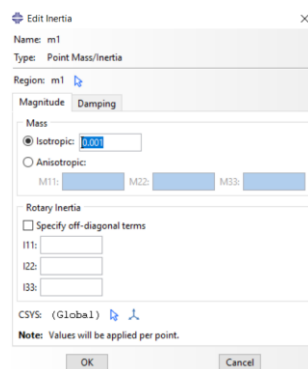 Edit Inertia
Name: m1
Type: Point Mass/Inertia
Region: m1
Magnitude Damping
Mass
Isotropic: 0.001
Anisotropic:
M11: M22: M33:
Rotary Inertia
Specify off-diagonal terms
I11:
I22:
I33:
CSYS: (Global)
Note: Values will be applied per point.
OK Cancel